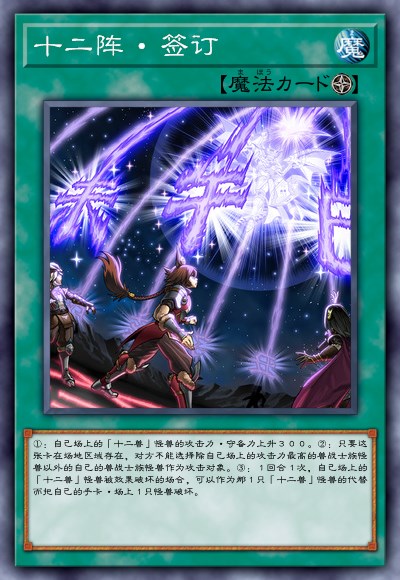 十二阵·签订
魔
【魔法カード】
まほう
①：自己场上的「十二兽」怪兽的攻击力·守备力上升３００。②：只要这
张卡在场地区域存在，对方不能选择除自己场上的攻击力最高的兽战士族怪
兽以外的自己的兽战士族怪兽作为攻击对象。③：１回合１次，自己场上的
「十二兽」怪兽被效果破坏的场合，可以作为那１只「十二兽」怪兽的代替
而把自己的手卡·场上１只怪兽破坏。